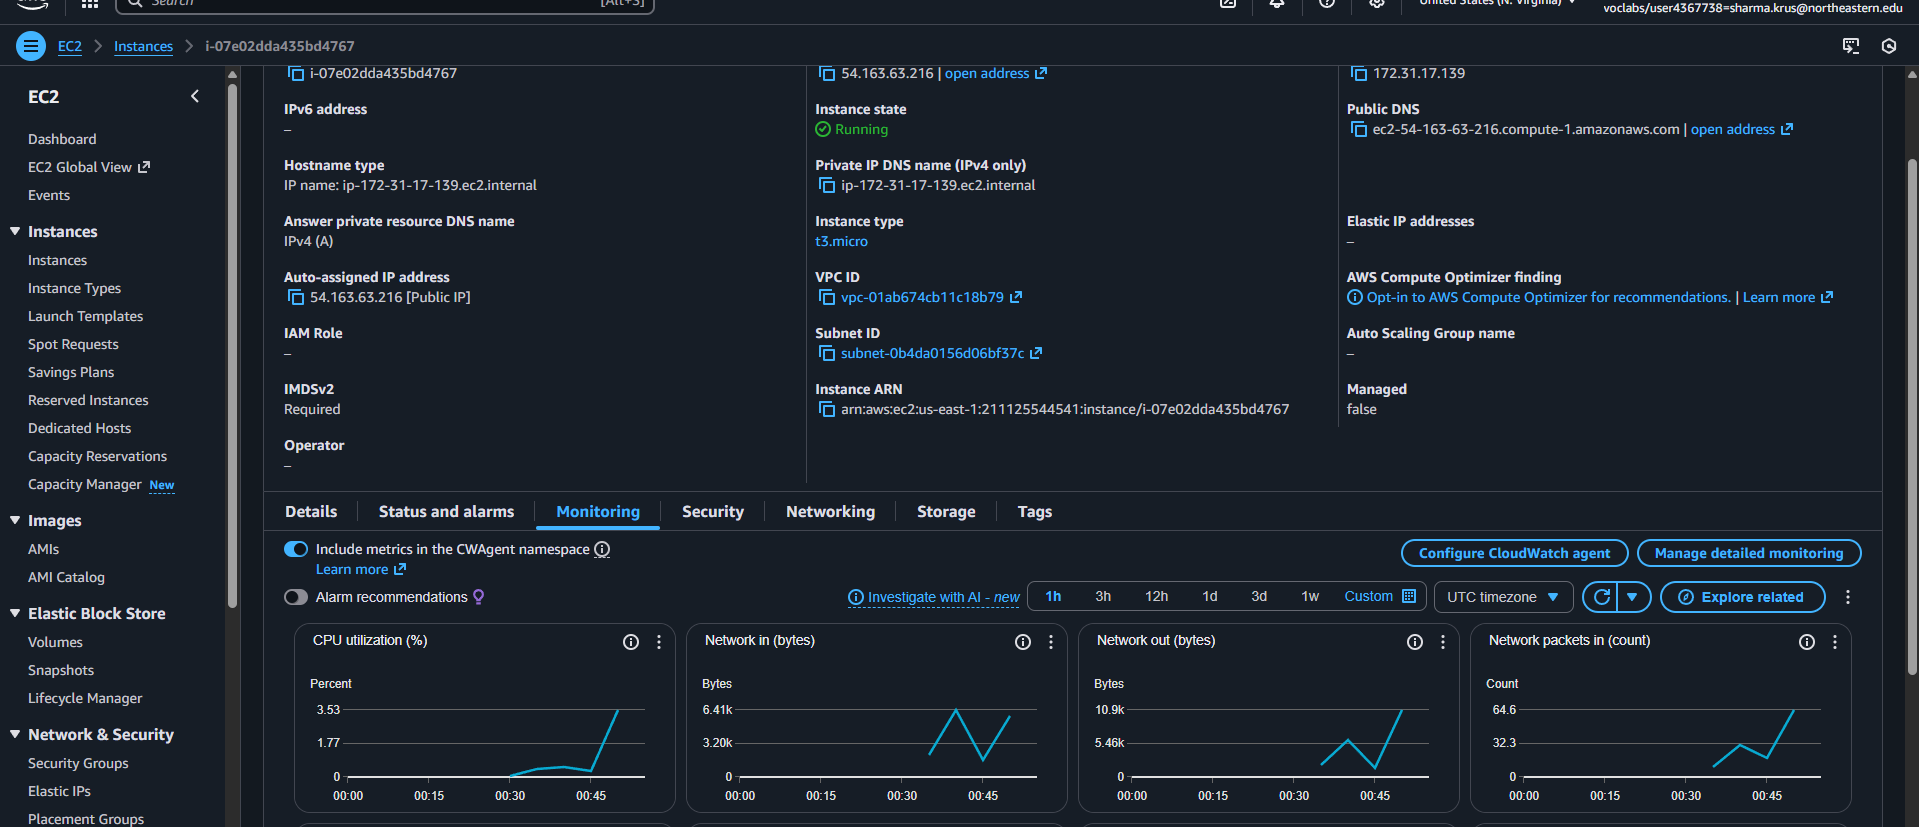 Search [Alt+S] United States (N. Virginia) voclabs/user4367738=sharma.krus@northeastern.edu
EC2 > Instances > i-07e02dda435bd4767
EC2
Dashboard
EC2 Global View
Events
Instances
Instances
Instance Types
Launch Templates
Spot Requests
Savings Plans
Reserved Instances
Dedicated Hosts
Capacity Reservations
Capacity Manager New
Images
AMIs
AMI Catalog
Elastic Block Store
Volumes
Snapshots
Lifecycle Manager
Network & Security
Security Groups
Elastic IPs
Placement Groups
i-07e02dda435bd4767
IPv6 address
–
Hostname type
IP name: ip-172-31-17-139.ec2.internal
Answer private resource DNS name
IPv4 (A)
Auto-assigned IP address
54.163.63.216 [Public IP]
IAM Role
–
IMDSv2
Required
Operator
–
54.163.63.216 | open address
Instance state
Running
Private IP DNS name (IPv4 only)
ip-172-31-17-139.ec2.internal
Instance type
t3.micro
VPC ID
vpc-01ab674cb11c18b79
Subnet ID
subnet-0b4da0156d06bf37c
Instance ARN
arn:aws:ec2:us-east-1:211125544541:instance/i-07e02dda435bd4767
172.31.17.139
Public DNS
ec2-54-163-63-216.compute-1.amazonaws.com | open address
Elastic IP addresses
–
AWS Compute Optimizer finding
Opt-in to AWS Compute Optimizer for recommendations. | Learn more
Auto Scaling Group name
–
Managed
false
Details Status and alarms Monitoring Security Networking Storage Tags
Include metrics in the CWAgent namespace
Learn more
Configure CloudWatch agent Manage detailed monitoring
Alarm recommendations
Investigate with AI - new 1h 3h 12h 1d 3d 1w Custom UTC timezone Explore related
CPU utilization (%)
Percent
3.53
1.77
0
00:00 00:15 00:30 00:45
Network in (bytes)
Bytes
6.41k
3.20k
0
00:00 00:15 00:30 00:45
Network out (bytes)
Bytes
10.9k
5.46k
0
00:00 00:15 00:30 00:45
Network packets in (count)
Count
64.6
32.3
0
00:00 00:15 00:30 00:45